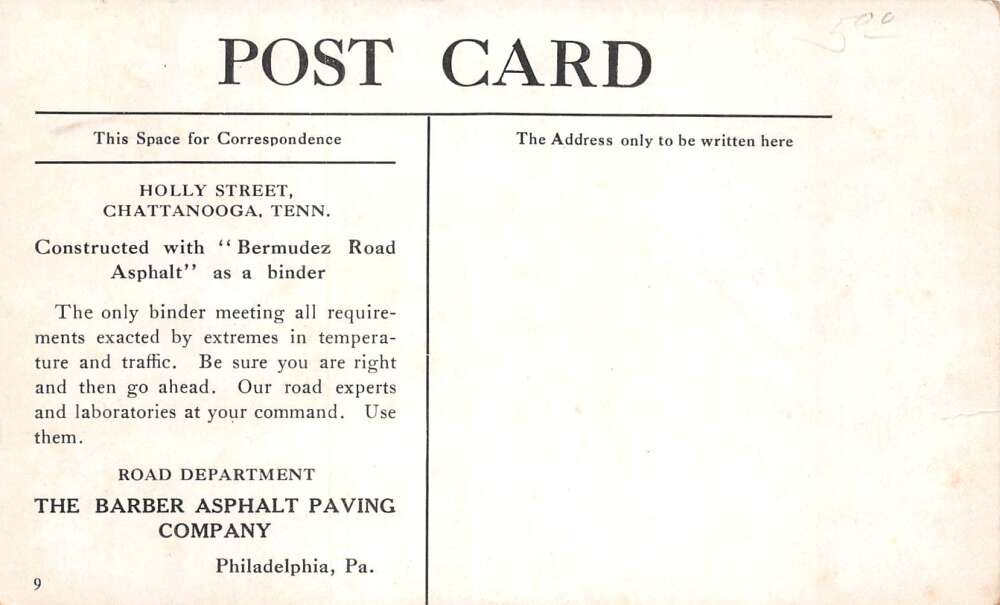 500
POST CARD
This Space for Correspondence
The Address only to be written here
HOLLY STREET,
CHATTANOOGA, TENN.
Constructed with "Bermudez Road
Asphalt" as a binder
The only binder meeting all require-
ments exacted by extremes in tempera-
ture and traffic. Be sure you are right
and then go ahead. Our road experts
and laboratories at your command. Use
them.
ROAD DEPARTMENT
THE BARBER ASPHALT PAVING
COMPANY
Philadelphia, Pa.
9